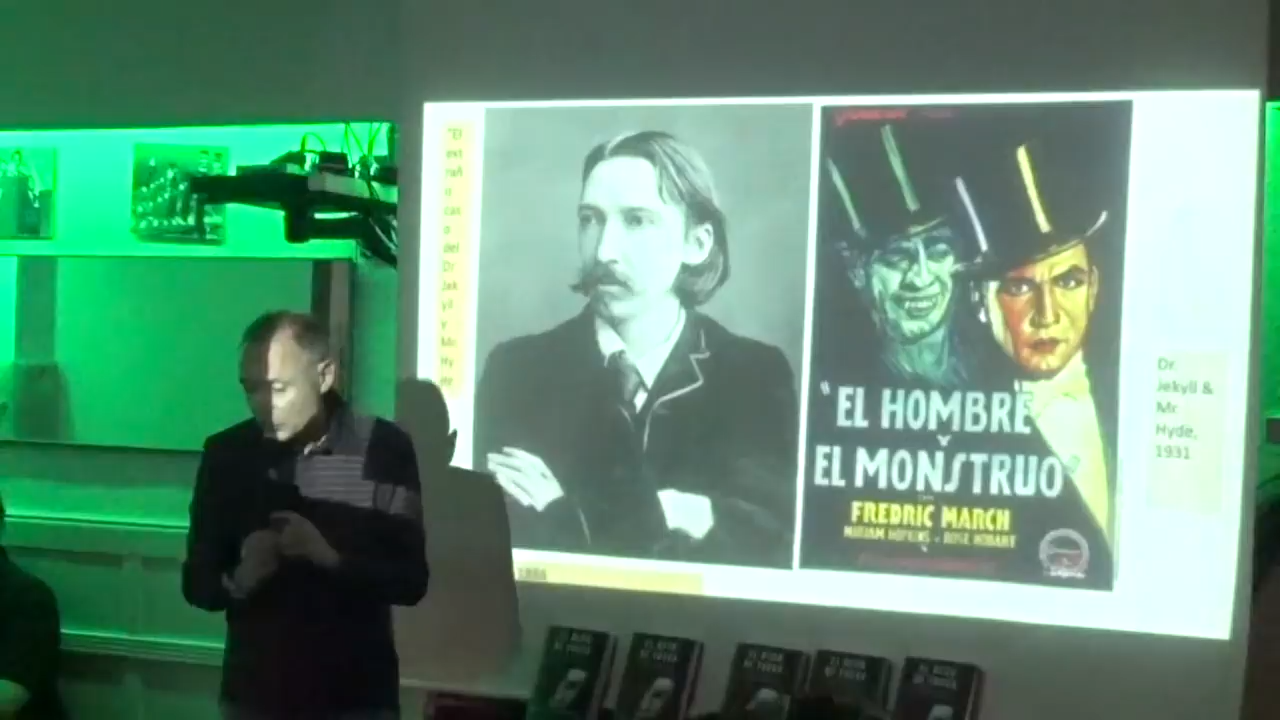 "El
ext
rañ
o
cas
o
del
Dr.
Jek
yll
y
Mr.
Hy
de
"EL HOMBRE
Y
EL MONSTRUO"
FREDRIC MARCH
MIRIAM HOPKINS Y ROSE HOBART
Dr.
Jekyll &
Mr.
Hyde,
1931
1886